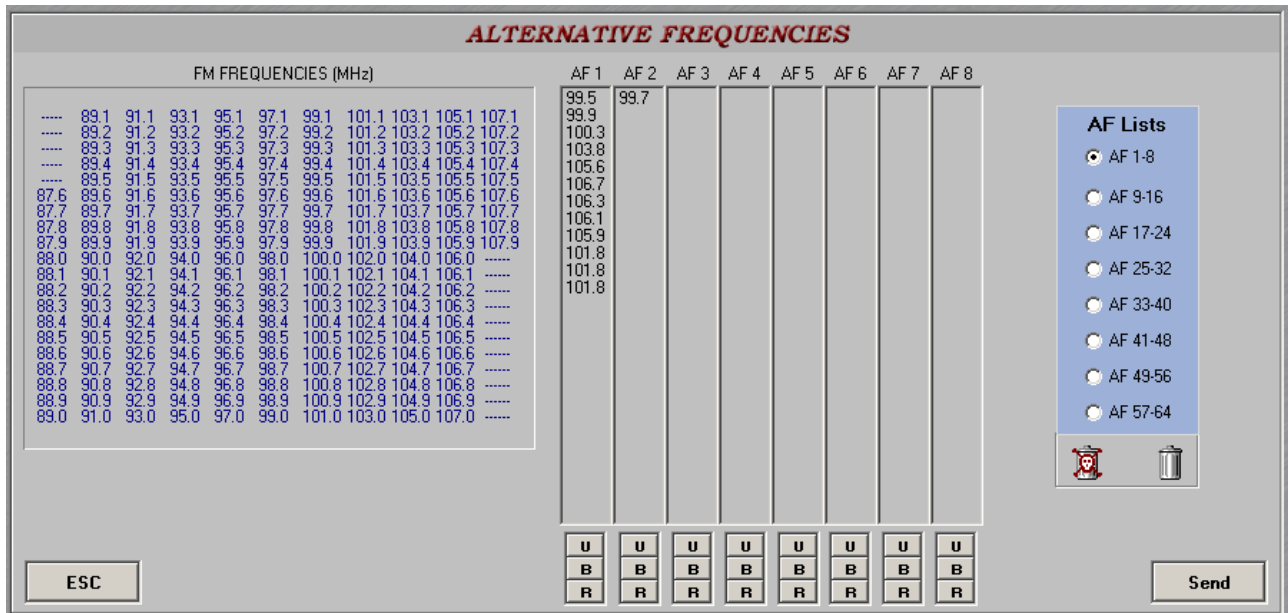 ALTERNATIVE FREQUENCIES
FM FREQUENCIES (MHz)
----- 89.1 91.1 93.1 95.1 97.1 99.1 101.1 103.1 105.1 107.1
----- 89.2 91.2 93.2 95.2 97.2 99.2 101.2 103.2 105.2 107.2
----- 89.3 91.3 93.3 95.3 97.3 99.3 101.3 103.3 105.3 107.3
----- 89.4 91.4 93.4 95.4 97.4 99.4 101.4 103.4 105.4 107.4
----- 89.5 91.5 93.5 95.5 97.5 99.5 101.5 103.5 105.5 107.5
87.6 89.6 91.6 93.6 95.6 97.6 99.6 101.6 103.6 105.6 107.6
87.7 89.7 91.7 93.7 95.7 97.7 99.7 101.7 103.7 105.7 107.7
87.8 89.8 91.8 93.8 95.8 97.8 99.8 101.8 103.8 105.8 107.8
87.9 89.9 91.9 93.9 95.9 97.9 99.9 101.9 103.9 105.9 107.9
88.0 90.0 92.0 94.0 96.0 98.0 100.0 102.0 104.0 106.0 ------
88.1 90.1 92.1 94.1 96.1 98.1 100.1 102.1 104.1 106.1 ------
88.2 90.2 92.2 94.2 96.2 98.2 100.2 102.2 104.2 106.2 ------
88.3 90.3 92.3 94.3 96.3 98.3 100.3 102.3 104.3 106.3 ------
88.4 90.4 92.4 94.4 96.4 98.4 100.4 102.4 104.4 106.4 ------
88.5 90.5 92.5 94.5 96.5 98.5 100.5 102.5 104.5 106.5 ------
88.6 90.6 92.6 94.6 96.6 98.6 100.6 102.6 104.6 106.6 ------
88.7 90.7 92.7 94.7 96.7 98.7 100.7 102.7 104.7 106.7 ------
88.8 90.8 92.8 94.8 96.8 98.8 100.8 102.8 104.8 106.8 ------
88.9 90.9 92.9 94.9 96.9 98.9 100.9 102.9 104.9 106.9 ------
89.0 91.0 93.0 95.0 97.0 99.0 101.0 103.0 105.0 107.0 ------
AF 1 AF 2 AF 3 AF 4 AF 5 AF 6 AF 7 AF 8
99.5 99.7
99.9
100.3
103.8
105.6
106.7
106.3
106.1
105.9
101.8
101.8
101.8
U U U U U U U U
B B B B B B B B
R R R R R R R R
AF Lists
AF 1-8
AF 9-16
AF 17-24
AF 25-32
AF 33-40
AF 41-48
AF 49-56
AF 57-64
ESC
Send